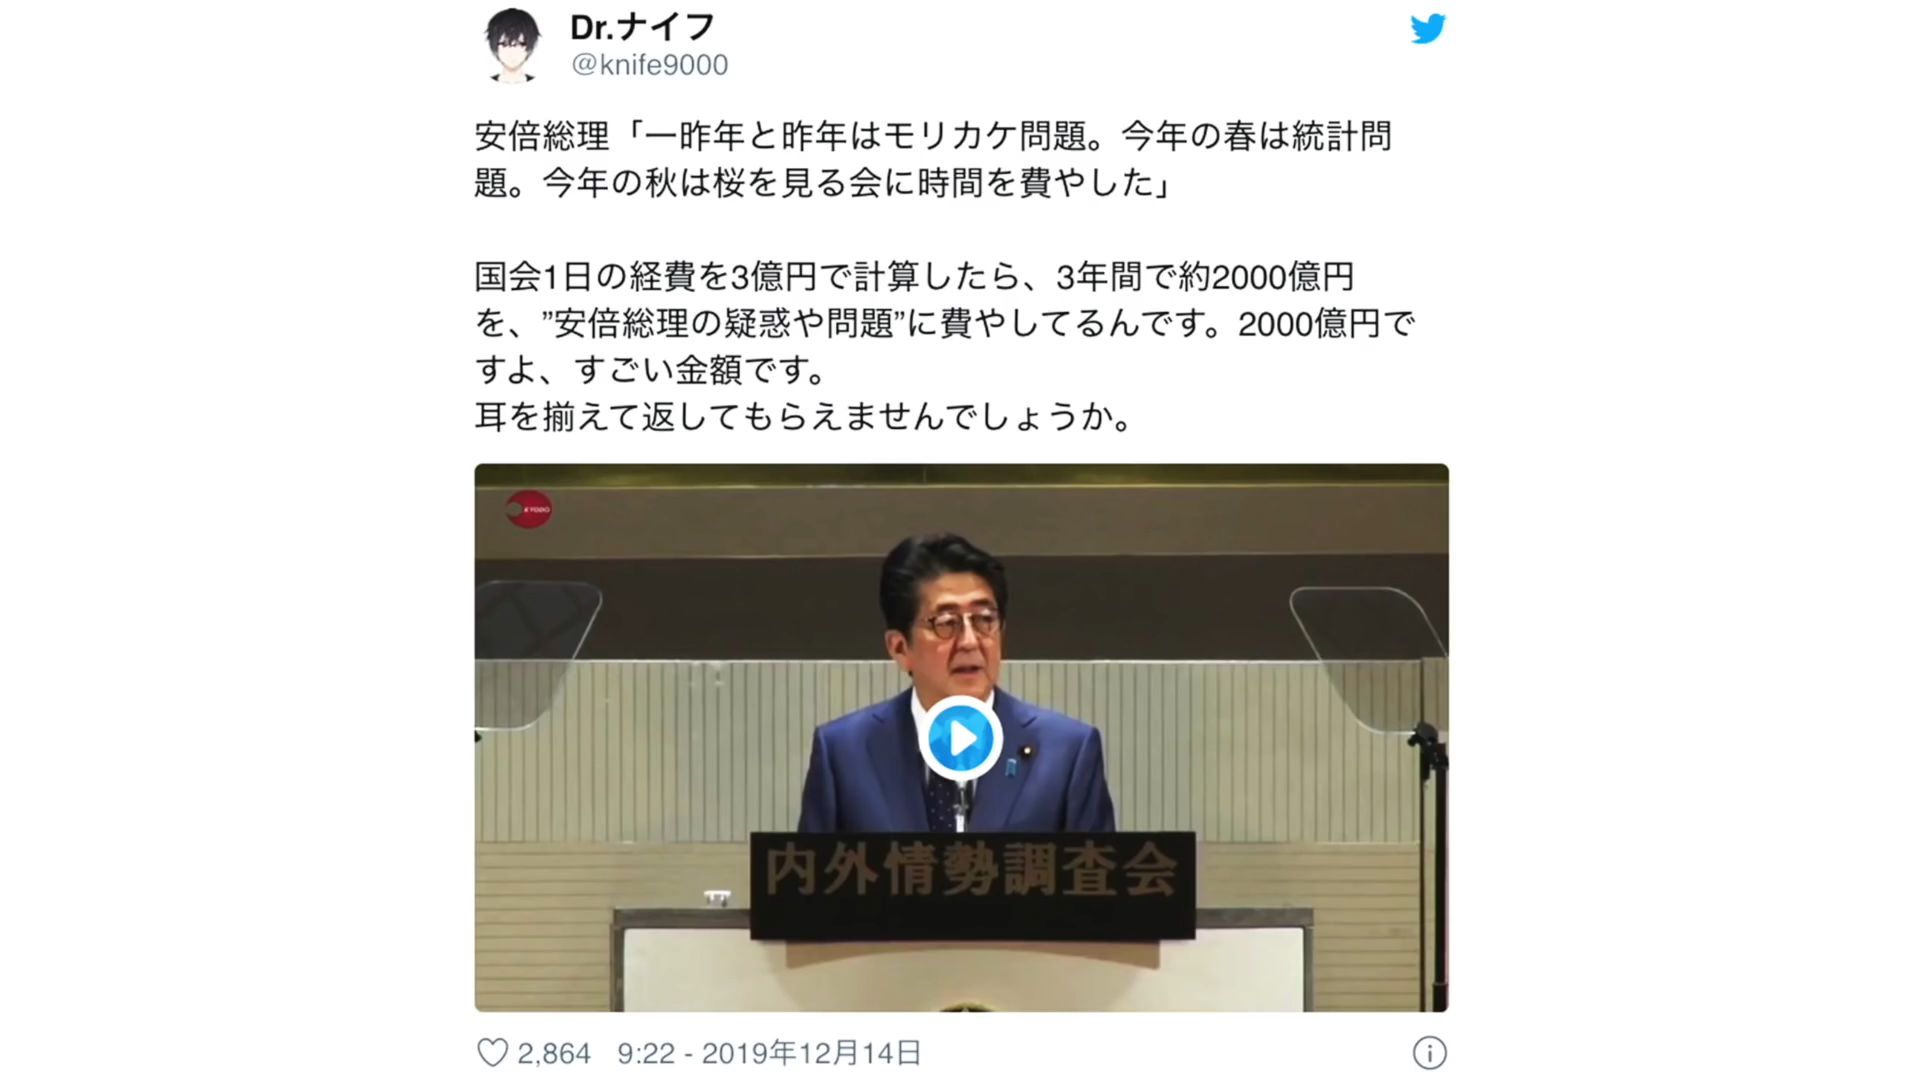 Dr.ナイフ
@knife9000
安倍総理「一昨年と昨年はモリカケ問題。今年の春は統計問
題。今年の秋は桜を見る会に時間を費やした」
国会1日の経費を3億円で計算したら、3年間で約2000億円
を、”安倍総理の疑惑や問題”に費やしてるんです。2000億円で
すよ、すごい金額です。
耳を揃えて返してもらえませんでしょうか。
KYODO
内外情勢調査会
2,864 9:22 - 2019年12月14日